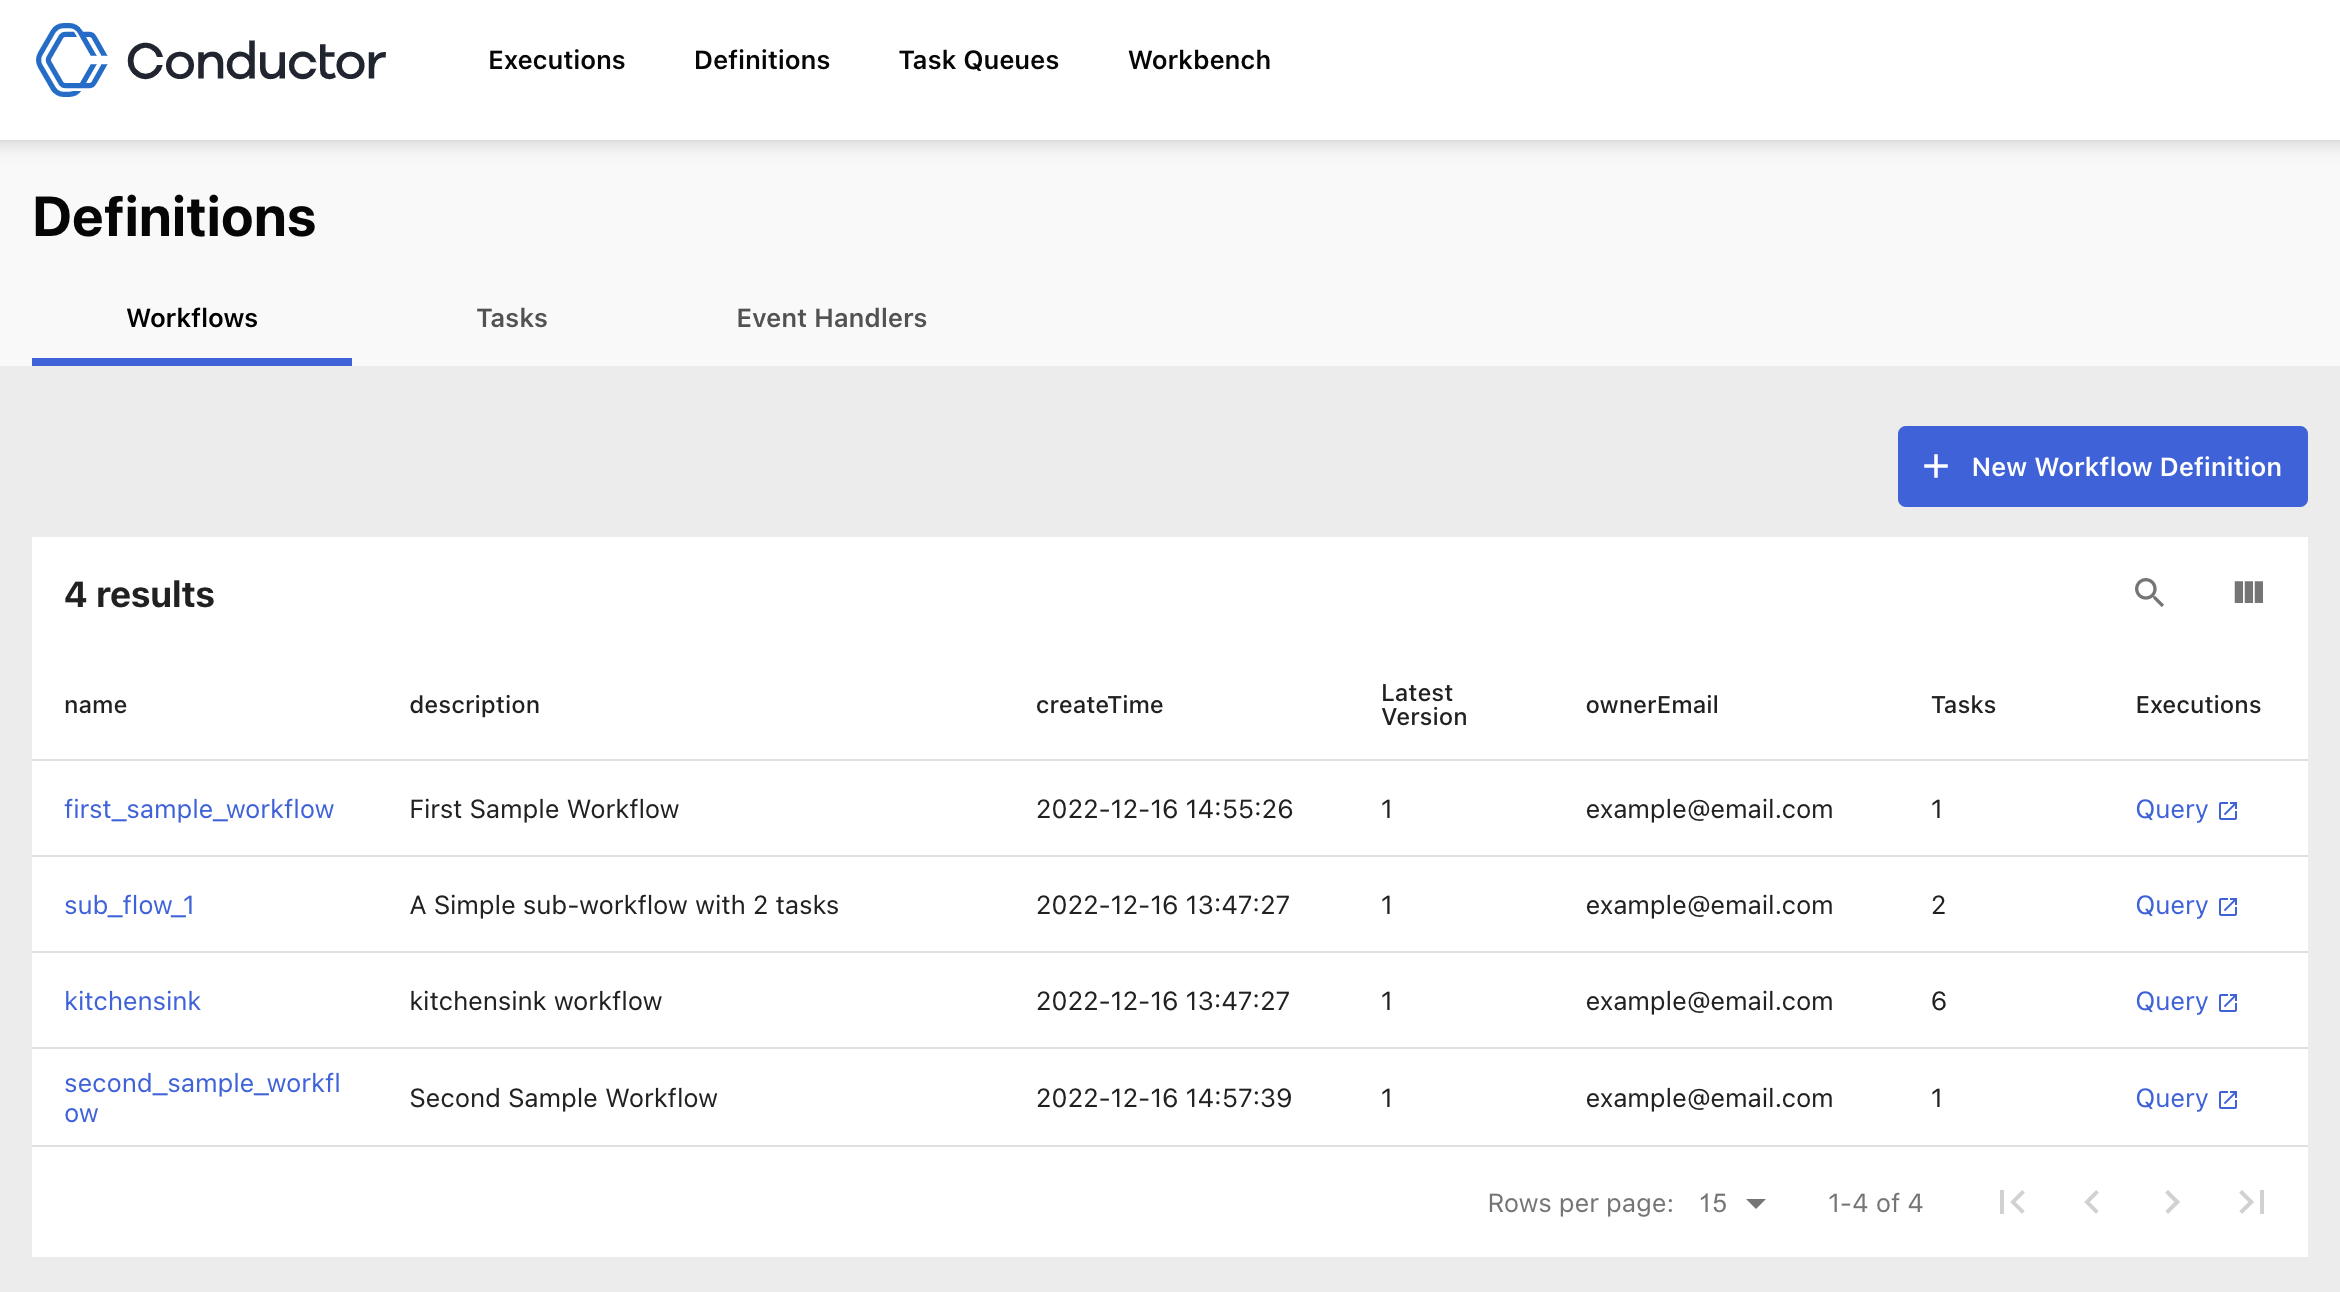 Conductor Executions Definitions Task Queues Workbench
Definitions
Workflows Tasks Event Handlers
New Workflow Definition
4 results
name description createTime Latest Version ownerEmail Tasks Executions
first_sample_workflow First Sample Workflow 2022-12-16 14:55:26 1 example@email.com 1 Query
sub_flow_1 A Simple sub-workflow with 2 tasks 2022-12-16 13:47:27 1 example@email.com 2 Query
kitchensink kitchensink workflow 2022-12-16 13:47:27 1 example@email.com 6 Query
second_sample_workfl
ow Second Sample Workflow 2022-12-16 14:57:39 1 example@email.com 1 Query
Rows per page: 15 1-4 of 4